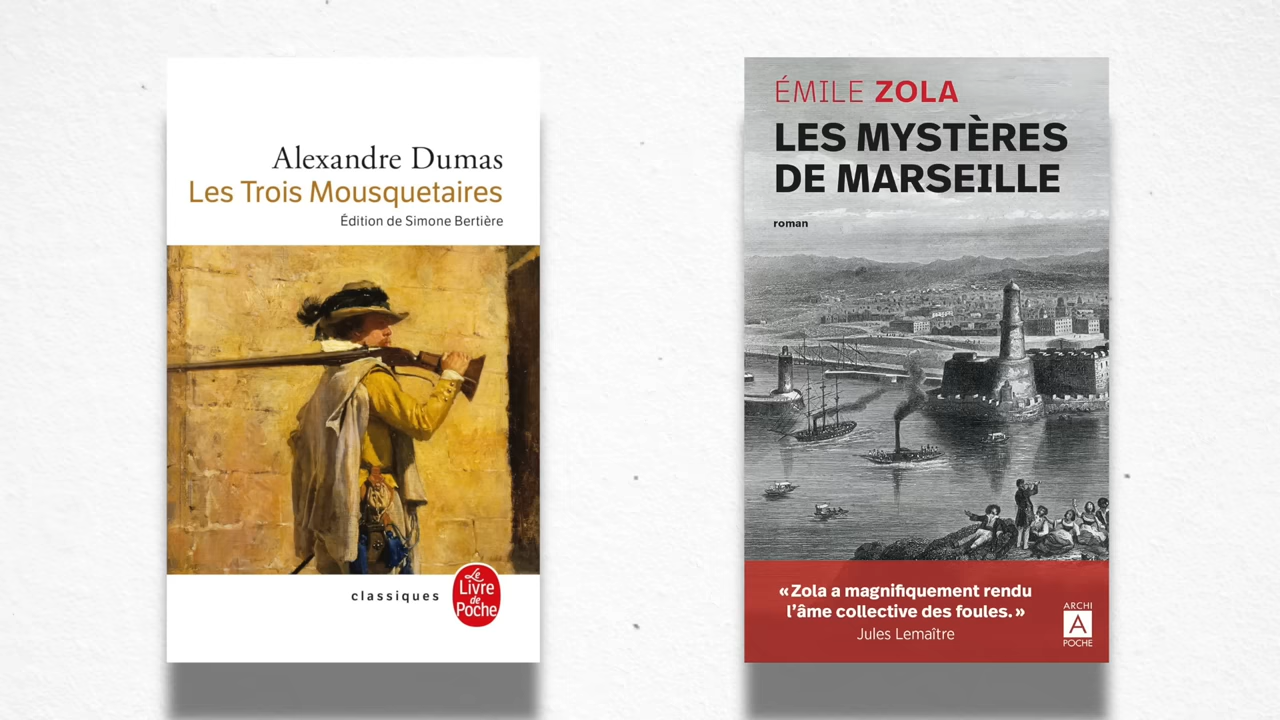 Alexandre Dumas
Les Trois Mousquetaires
Édition de Simone Bertière
classiques
Le
Livre
de
Poche
ÉMILE ZOLA
LES MYSTÈRES
DE MARSEILLE
roman
«Zola a magnifiquement rendu
l'âme collective des foules.»
Jules Lemaître
ARCHI
A
POCHE